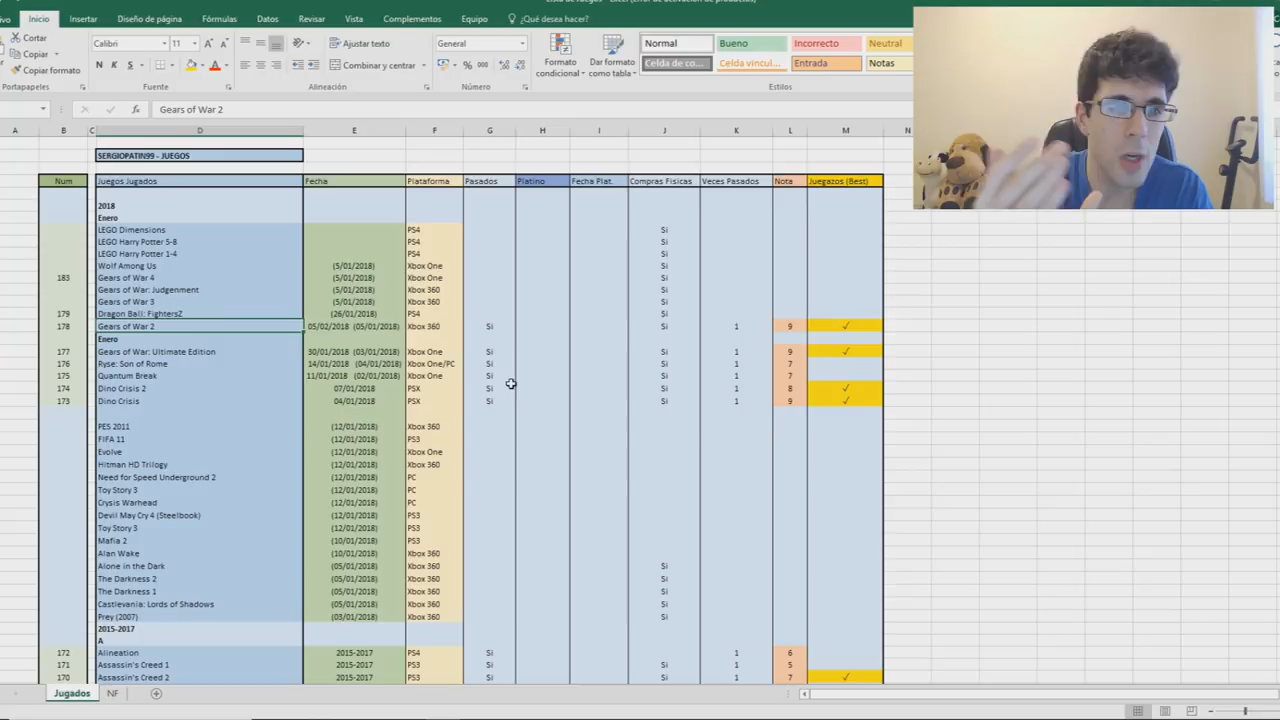 Lista de Juegos - Excel (Error de activación de productos)
Inicio Insertar Diseño de página Fórmulas Datos Revisar Vista Complementos Equipo ¿Qué desea hacer?
Cortar Calibri 11 Ajustar texto General Normal Bueno Incorrecto Neutral
Copiar
Copiar formato N K S Combinar y centrar % 000 Formato condicional Dar formato como tabla Celda de co... Celda vincul... Entrada Notas
Portapapeles Fuente Alineación Número Estilos
Gears of War 2
A B C D E F G H I J K L M N
SERGIOPATIN99 - JUEGOS
Num Juegos Jugados Fecha Plataforma Pasados Platino Fecha Plat. Compras Fisicas Veces Pasados Nota Juegazos (Best)
2018
Enero
LEGO Dimensions PS4 Si
LEGO Harry Potter 5-8 PS4 Si
LEGO Harry Potter 1-4 PS4 Si
Wolf Among Us (5/01/2018) Xbox One Si
183 Gears of War 4 (5/01/2018) Xbox One Si
Gears of War: Judgenment (5/01/2018) Xbox 360 Si
Gears of War 3 (5/01/2018) Xbox 360 Si
179 Dragon Ball: FightersZ (26/01/2018) PS4 Si
178 Gears of War 2 05/02/2018 (05/01/2018) Xbox 360 Si Si 1 9 ✓
Enero
177 Gears of War: Ultimate Edition 30/01/2018 (03/01/2018) Xbox One Si Si 1 9 ✓
176 Ryse: Son of Rome 14/01/2018 (04/01/2018) Xbox One/PC Si Si 1 7
175 Quantum Break 11/01/2018 (02/01/2018) Xbox One Si Si 1 7
174 Dino Crisis 2 07/01/2018 PSX Si Si 1 8 ✓
173 Dino Crisis 04/01/2018 PSX Si Si 1 9 ✓
PES 2011 (12/01/2018) Xbox 360
FIFA 11 (12/01/2018) PS3
Evolve (12/01/2018) Xbox One
Hitman HD Trilogy (12/01/2018) Xbox 360
Need for Speed Underground 2 (12/01/2018) PC
Toy Story 3 (12/01/2018) PC
Crysis Warhead (12/01/2018) PC
Devil May Cry 4 (Steelbook) (12/01/2018) PS3
Toy Story 3 (12/01/2018) PS3
Mafia 2 (10/01/2018) PS3
Alan Wake (10/01/2018) Xbox 360
Alone in the Dark (05/01/2018) Xbox 360 Si
The Darkness 2 (05/01/2018) Xbox 360 Si
The Darkness 1 (05/01/2018) Xbox 360 Si
Castlevania: Lords of Shadows (05/01/2018) Xbox 360 Si
Prey (2007) (03/01/2018) Xbox 360 Si
2015-2017
A
172 Alineation 2015-2017 PS4 Si 1 6
171 Assassin's Creed 1 2015-2017 PS3 Si Si 1 5
170 Assassin's Creed 2 2015-2017 PS3 Si Si 1 7 ✓
Jugados NF